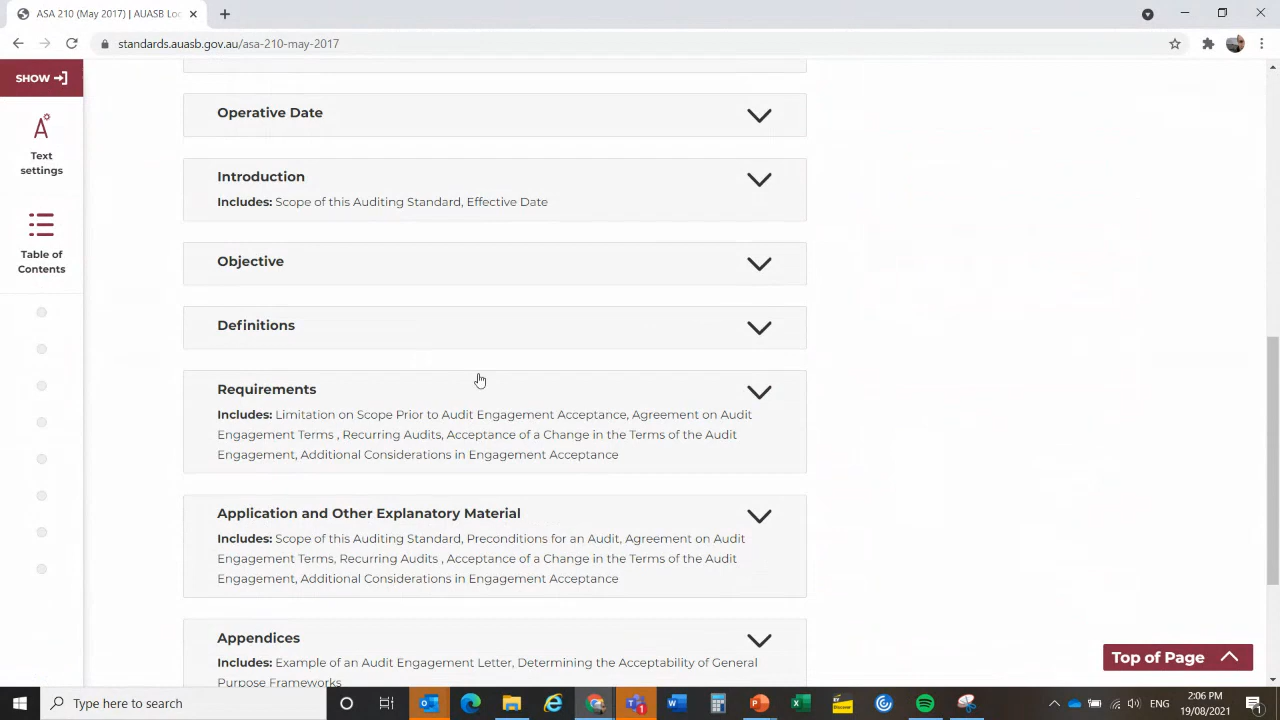 ASA 210 (May 2017) | AUASB Loc
standards.auasb.gov.au/asa-210-may-2017
SHOW
Text
settings
Table of
Contents
Operative Date
Introduction
Includes: Scope of this Auditing Standard, Effective Date
Objective
Definitions
Requirements
Includes: Limitation on Scope Prior to Audit Engagement Acceptance, Agreement on Audit
Engagement Terms , Recurring Audits, Acceptance of a Change in the Terms of the Audit
Engagement, Additional Considerations in Engagement Acceptance
Application and Other Explanatory Material
Includes: Scope of this Auditing Standard, Preconditions for an Audit, Agreement on Audit
Engagement Terms, Recurring Audits , Acceptance of a Change in the Terms of the Audit
Engagement, Additional Considerations in Engagement Acceptance
Appendices
Includes: Example of an Audit Engagement Letter, Determining the Acceptability of General
Purpose Frameworks
Top of Page
Type here to search
ENG
2:06 PM
19/08/2021